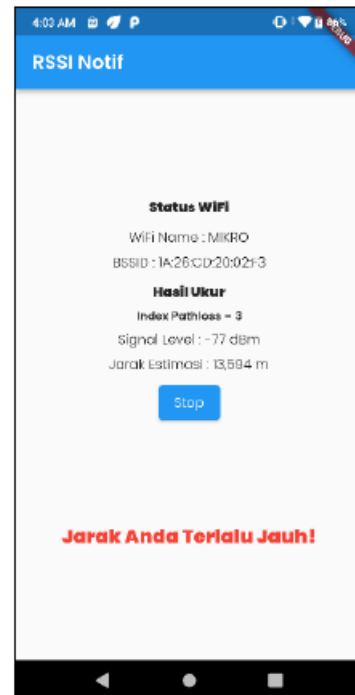 4:03 AM
RSSI Notif
Status WiFi
WiFi Name : MIKRO
BSSID : 1A:26:CD:20:02:F3
Hasil Ukur
Index Pathloss = 3
Signal Level : -77 dBm
Jarak Estimasi : 13,594 m
Stop
Jarak Anda Terlalu Jauh!